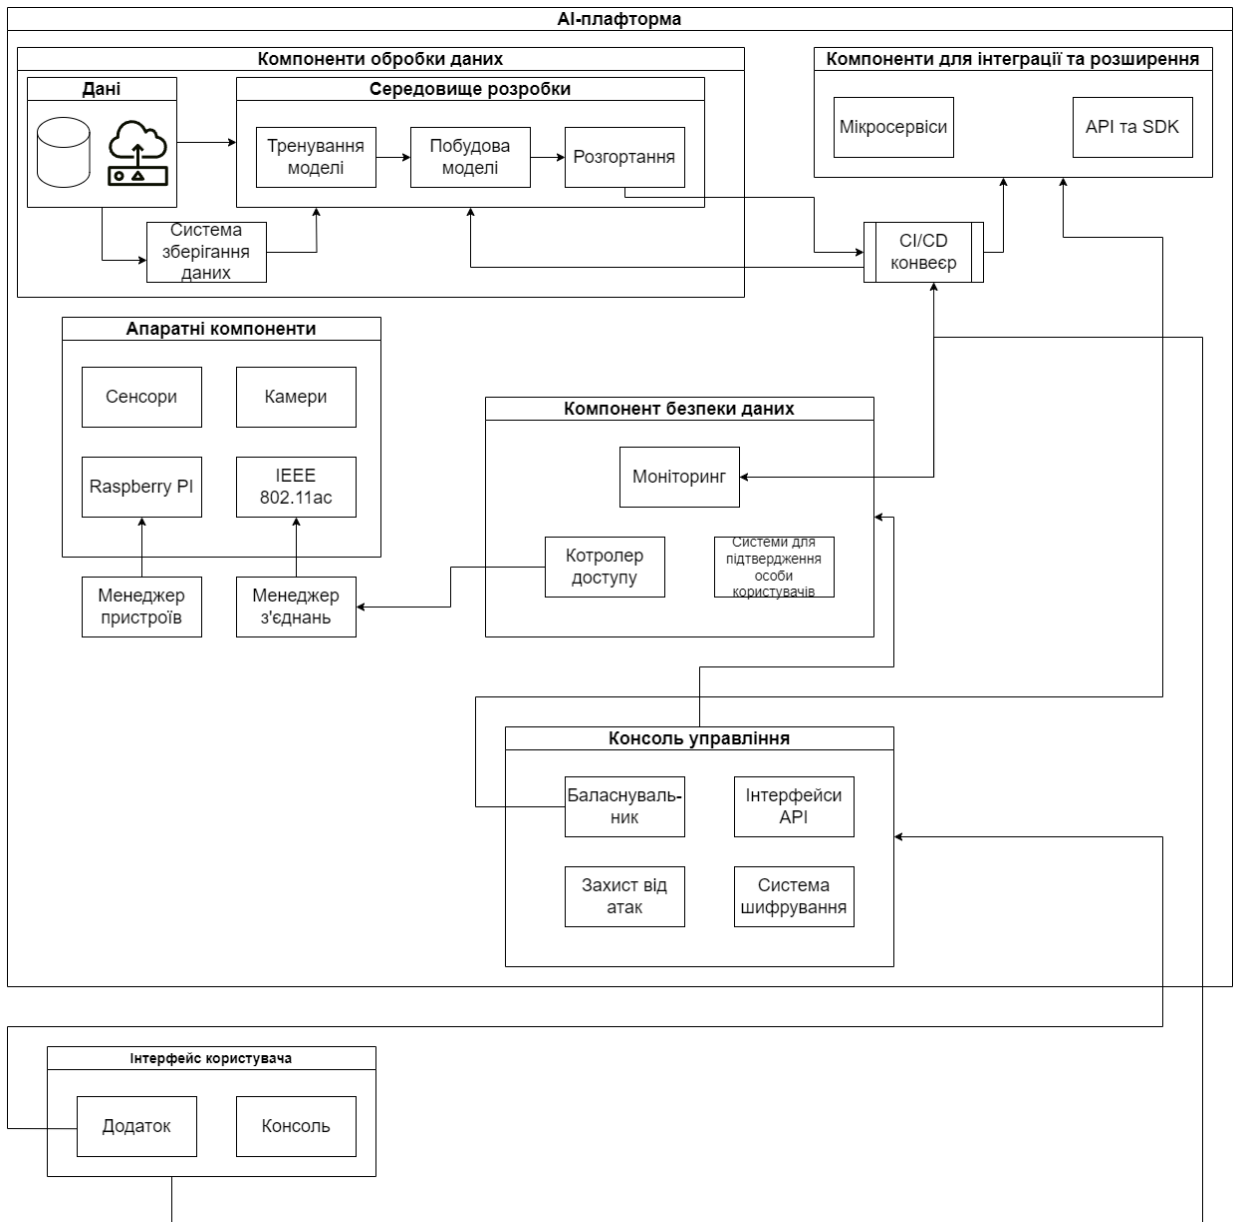 AI-плафторма
Компоненти обробки даних
Компоненти для інтеграції та розширення
Дані
Середовище розробки
Тренування
моделі
Побудова
моделі
Розгортання
Мікросервіси
API та SDK
Система
зберігання
даних
CI/CD
конвеєр
Апаратні компоненти
Сенсори
Камери
Raspberry PI
IEEE
802.11ac
Менеджер
пристроїв
Менеджер
з'єднань
Компонент безпеки даних
Моніторинг
Котролер
доступу
Системи для
підтвердження
особи
користувачів
Консоль управління
Баласнуваль-
ник
Інтерфейси
API
Захист від
атак
Система
шифрування
Інтерфейс користувача
Додаток
Консоль